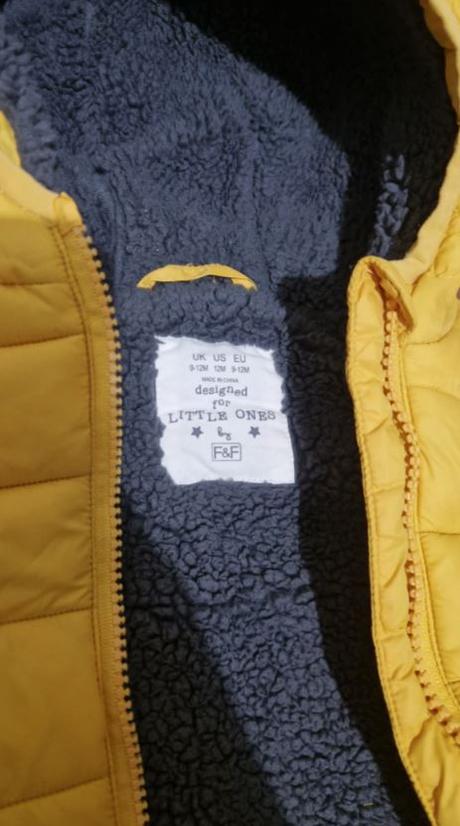 UK US EU
9-12M 12M 9-12M
MADE IN CHINA
designed
for
LITTLE ONES
by
F&F